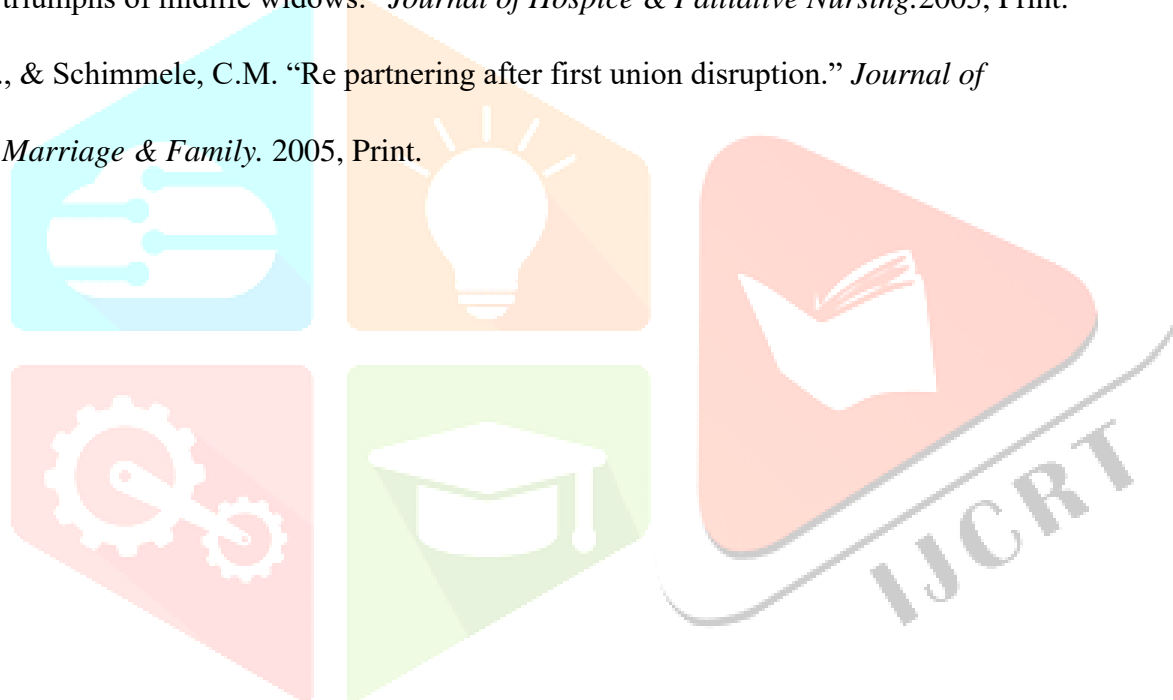 triumphs of midlife widows." Journal of Hospice & Palliative Nursing.2005, Print.
., & Schimmele, C.M. “Re partnering after first union disruption.” Journal of
Marriage & Family. 2005, Print.
IJCRT